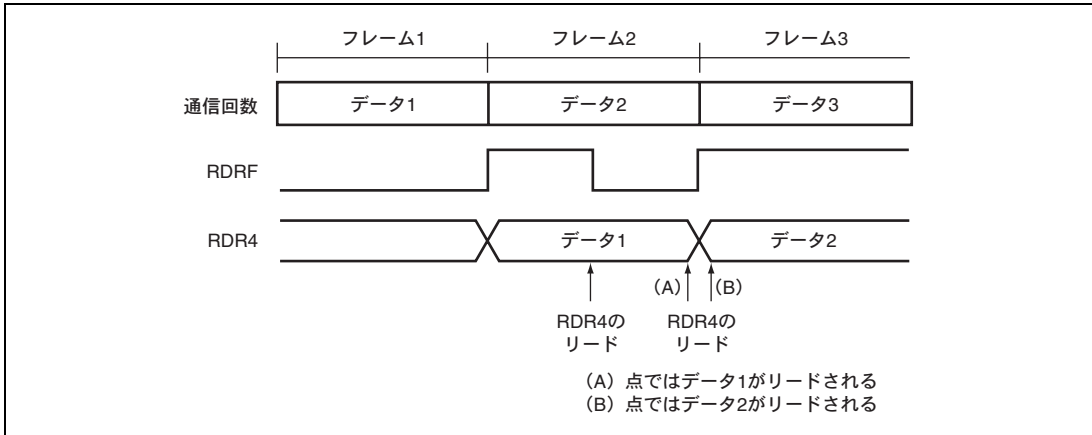 フレーム1 フレーム2 フレーム3
通信回数 データ1 データ2 データ3
RDRF
RDR4 データ1 データ2
(A) (B)
RDR4の RDR4の
リード リード
(A) 点ではデータ1がリードされる
(B) 点ではデータ2がリードされる